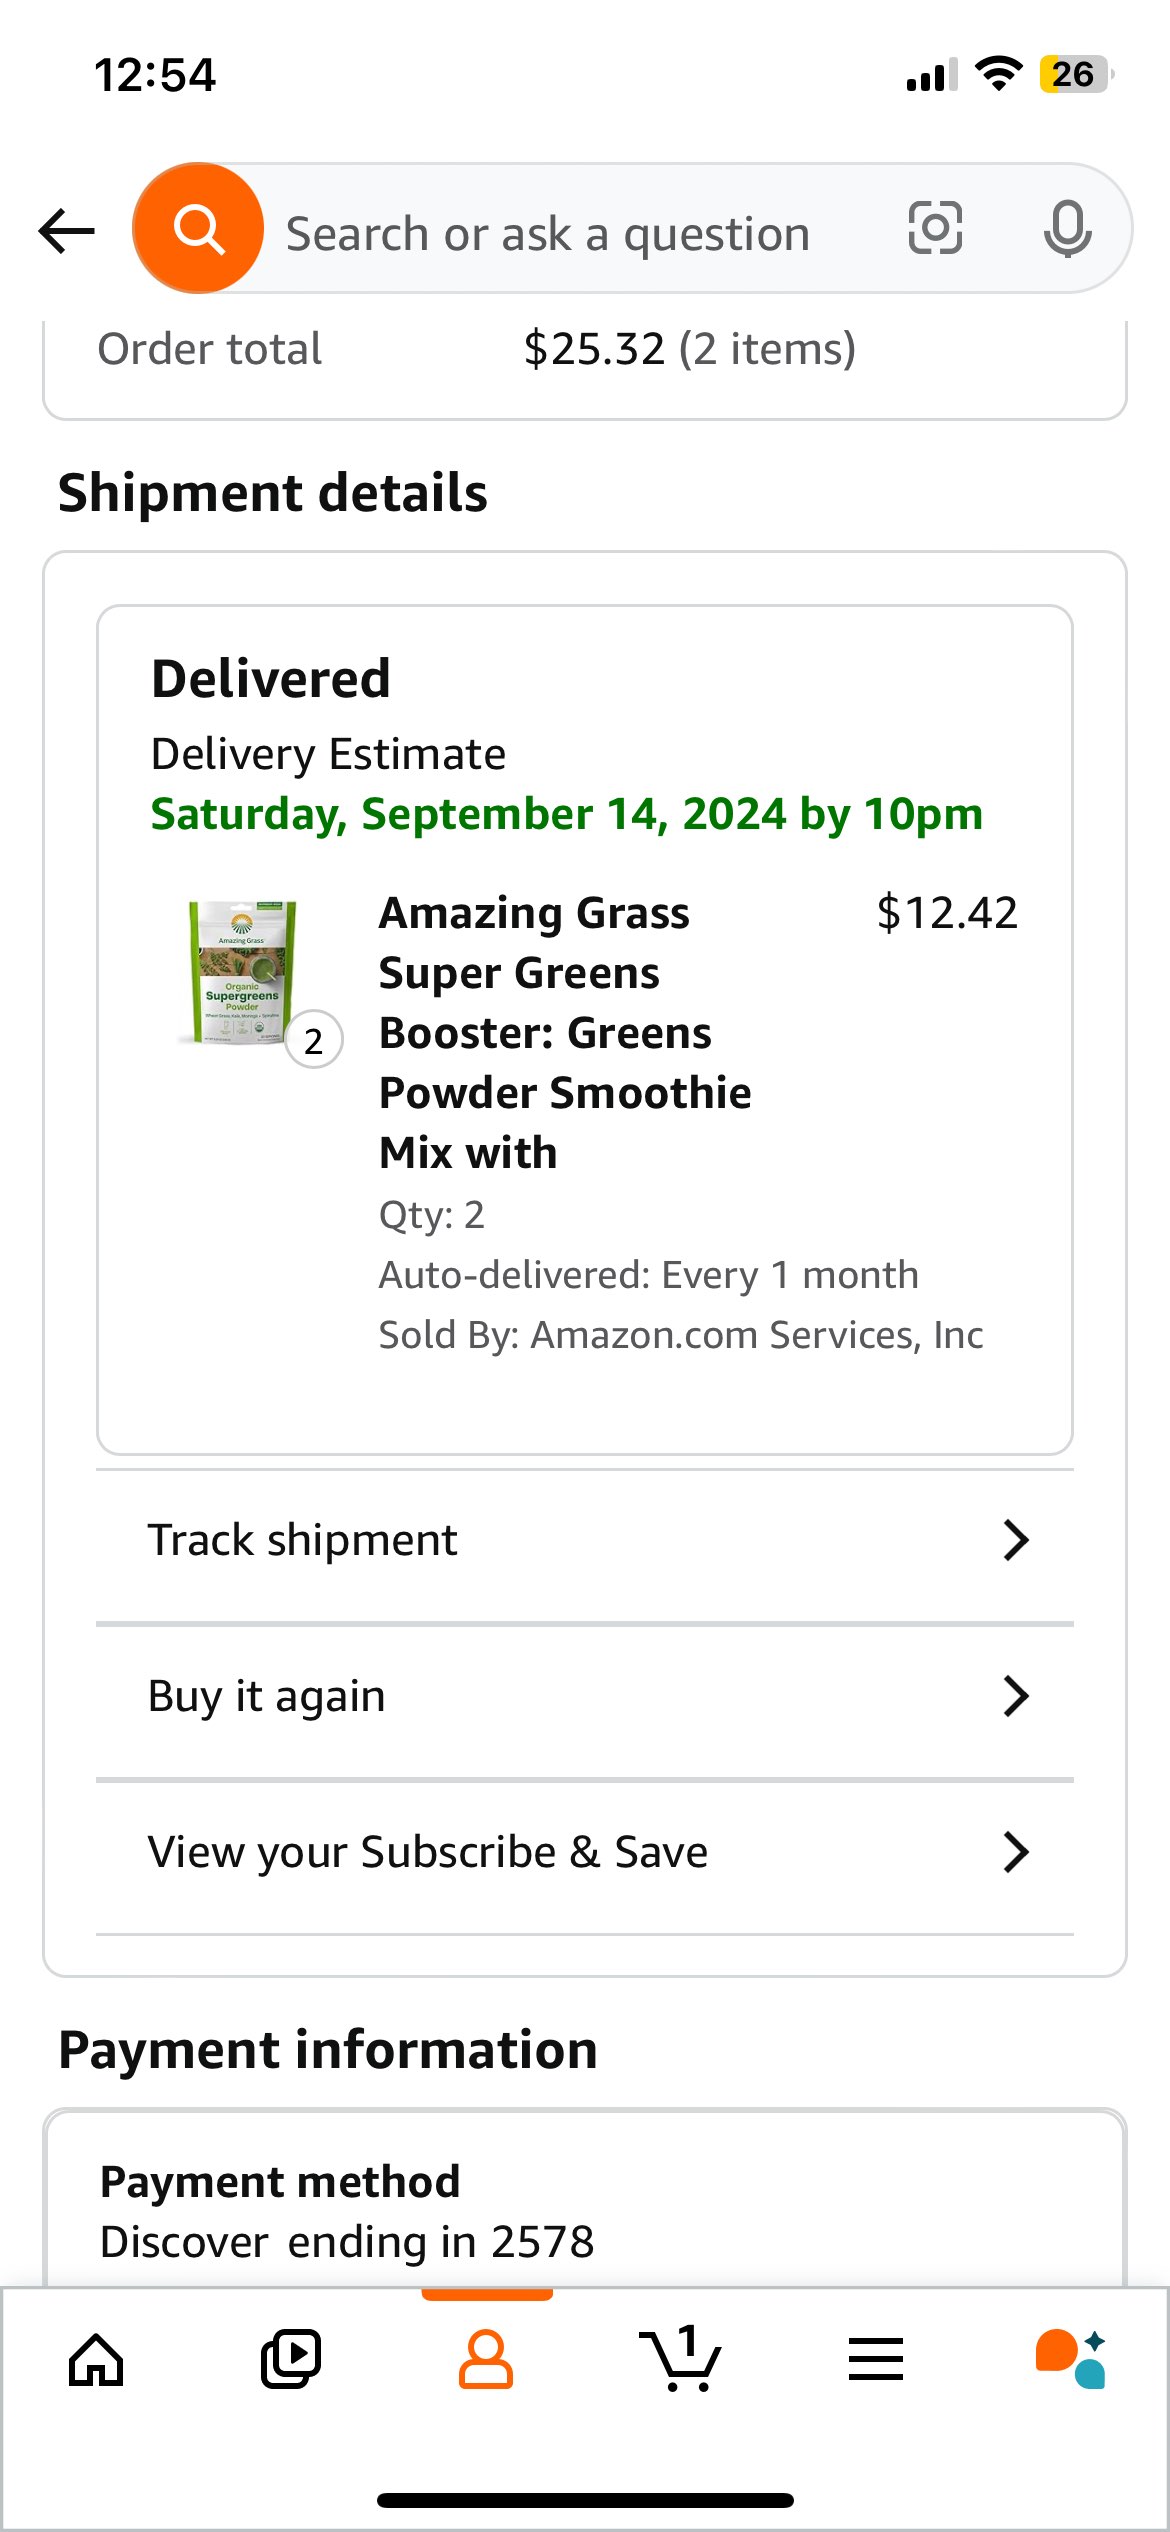 12:54
26
Search or ask a question
Order total $25.32 (2 items)
Shipment details
Delivered
Delivery Estimate
Saturday, September 14, 2024 by 10pm
Amazing Grass
Organic
Supergreens
Powder
2
Amazing Grass $12.42
Super Greens
Booster: Greens
Powder Smoothie
Mix with
Qty: 2
Auto-delivered: Every 1 month
Sold By: Amazon.com Services, Inc
Track shipment
Buy it again
View your Subscribe & Save
Payment information
Payment method
Discover ending in 2578
1